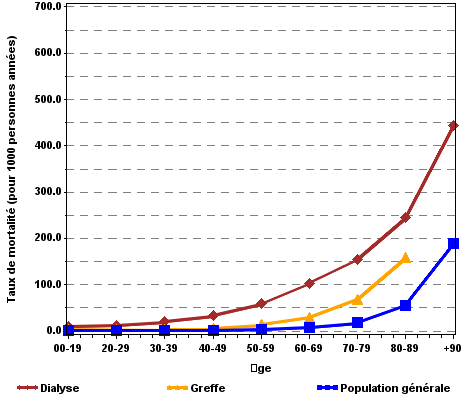 Taux de mortalité (pour 1000 personnes années)
700.0
600.0
500.0
400.0
300.0
200.0
100.0
0.0
00-19 20-29 30-39 40-49 50-59 60-69 70-79 80-89 +90
▯ge
Dialyse Greffe Population générale